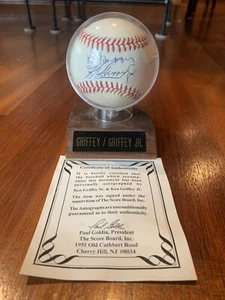 GRIFFEY / GRIFFEY JR.
Certificate of Authenticity
It is hereby certified that
the baseball which accompanies this document has been
personally autographed by
Ken Griffey Sr. & Ken Griffey Jr.
The item was signed under the
supervision of The Score Board, Inc.
The Autographs are unconditionally
guaranteed as to their authenticity.
Paul Goldin, President
The Score Board, Inc.
1951 Old Cuthbert Road
Cherry Hill, NJ 08034